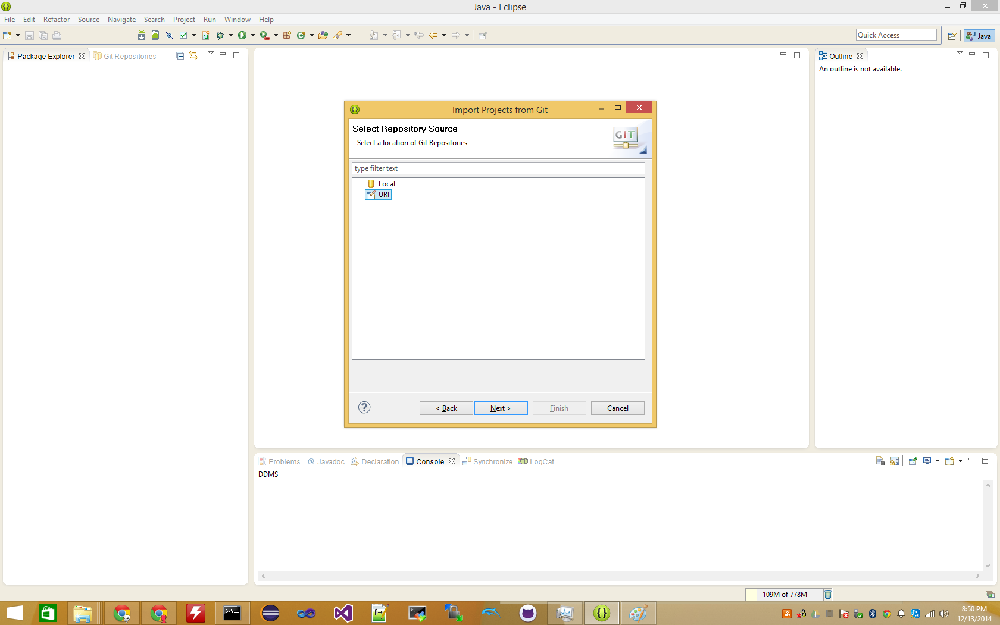 Java - Eclipse
File Edit Refactor Source Navigate Search Project Run Window Help
Quick Access
Java
Package Explorer
Git Repositories
Outline
An outline is not available.
Import Projects from Git
Select Repository Source
Select a location of Git Repositories
GIT
type filter text
Local
URI
< Back
Next >
Finish
Cancel
Problems
@ Javadoc
Declaration
Console
Synchronize
LogCat
DDMS
109M of 778M
C:\_
8:50 PM
12/13/2014